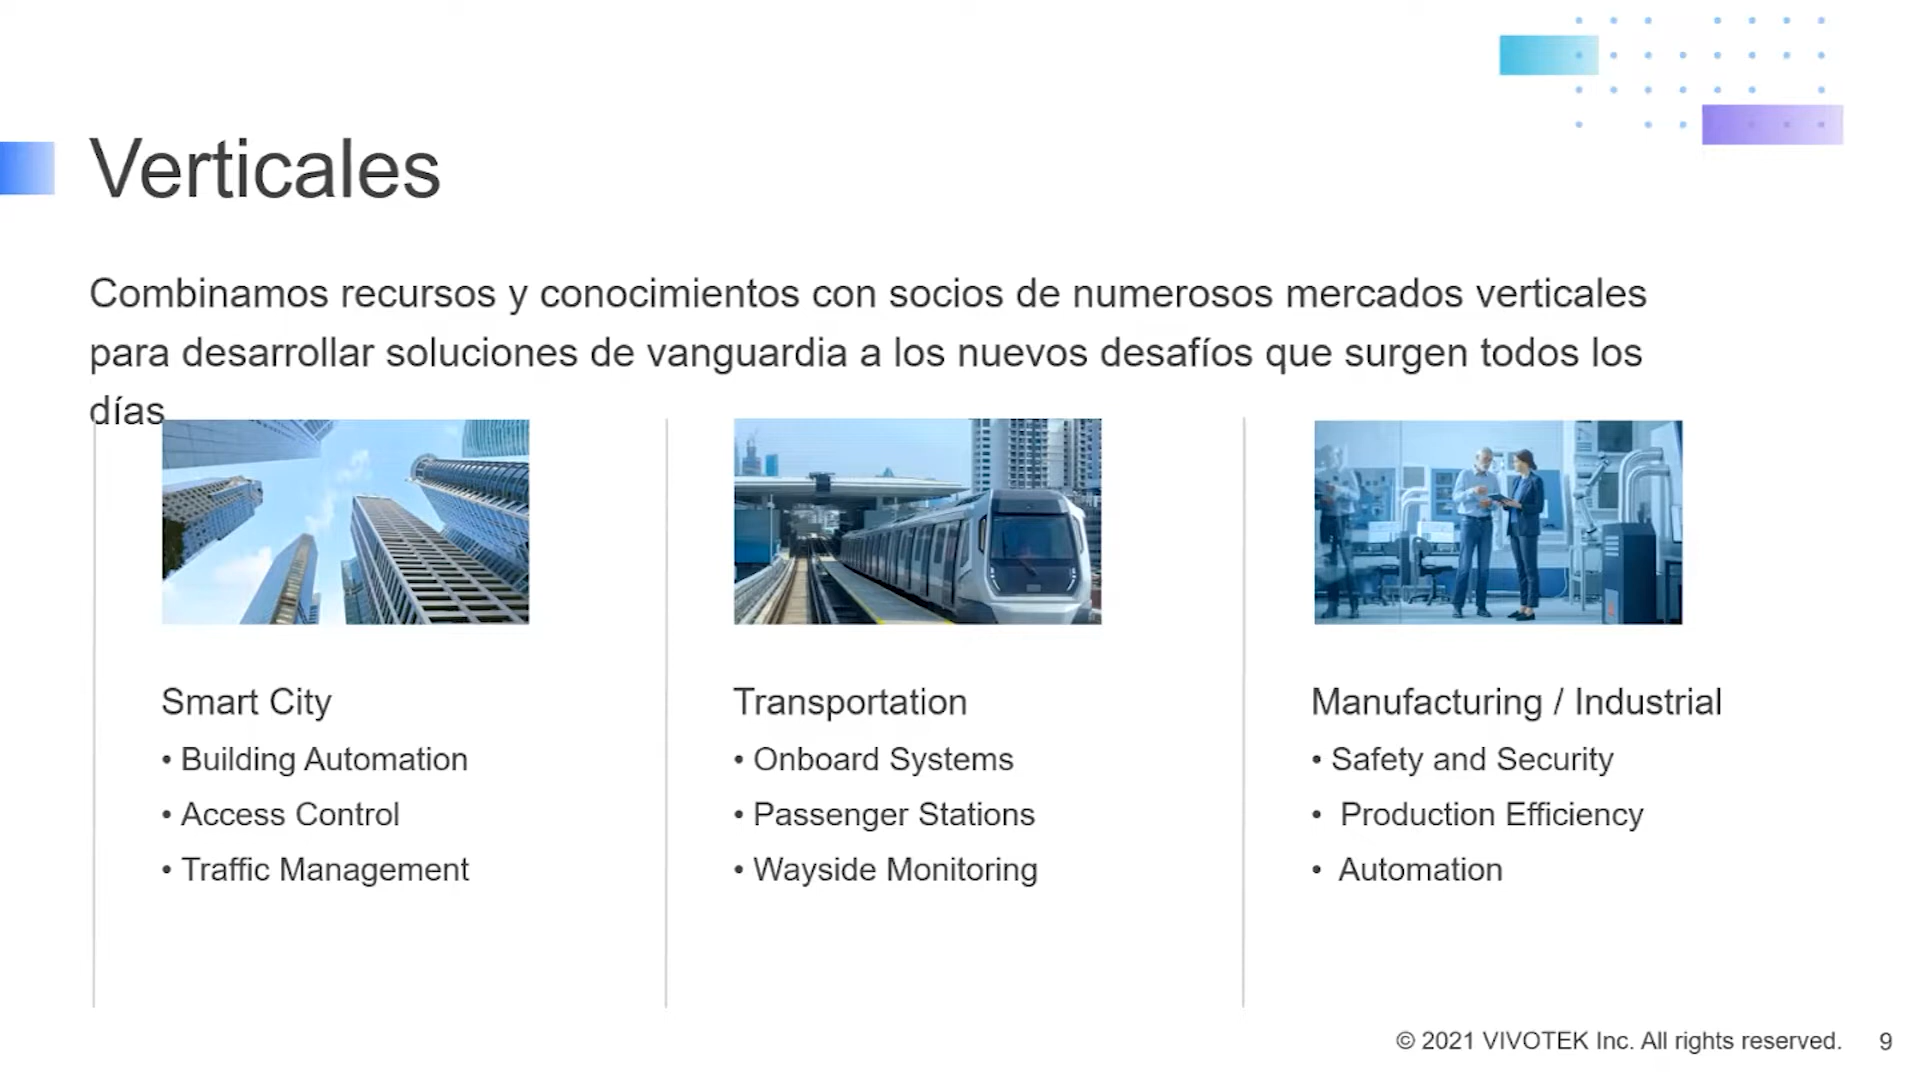 Verticales
Combinamos recursos y conocimientos con socios de numerosos mercados verticales
para desarrollar soluciones de vanguardia a los nuevos desafíos que surgen todos los
días
Smart City
• Building Automation
• Access Control
• Traffic Management
Transportation
• Onboard Systems
• Passenger Stations
• Wayside Monitoring
Manufacturing / Industrial
• Safety and Security
• Production Efficiency
• Automation
© 2021 VIVOTEK Inc. All rights reserved. 9